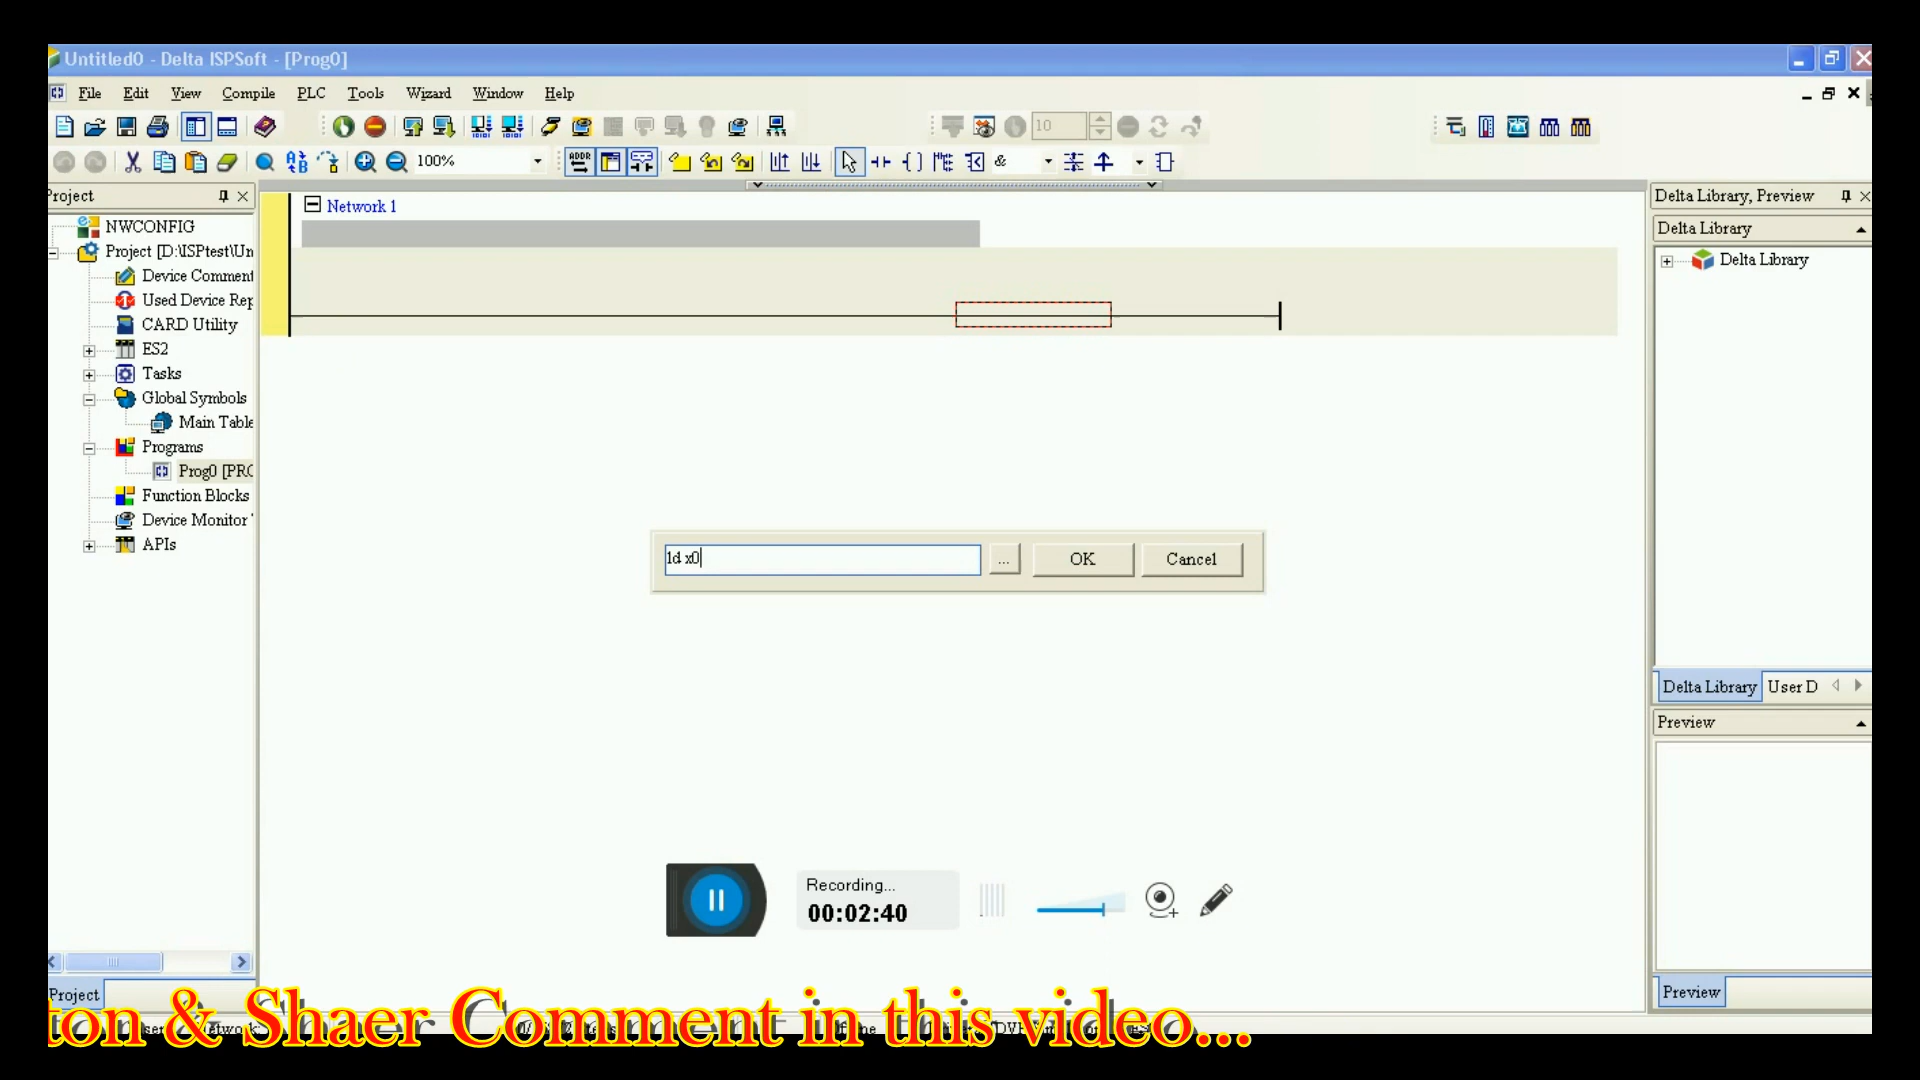 Untitled0 - Delta ISPSoft - [Prog0]
File Edit View Compile PLC Tools Wizard Window Help
10
100%
ADDR
&
Project
NWCONFIG
Project [D:\ISPtest\Un
Device Comment
Used Device Rep
CARD Utility
ES2
Tasks
Global Symbols
Main Table
Programs
Prog0 [PRO
Function Blocks
Device Monitor
APIs
Project
Network 1
ld x0
...
OK
Cancel
Recording...
00:02:40
Delta Library, Preview
Delta Library
Delta Library
Delta Library
User D
Preview
Preview
ton & Shaer Comment in this video...